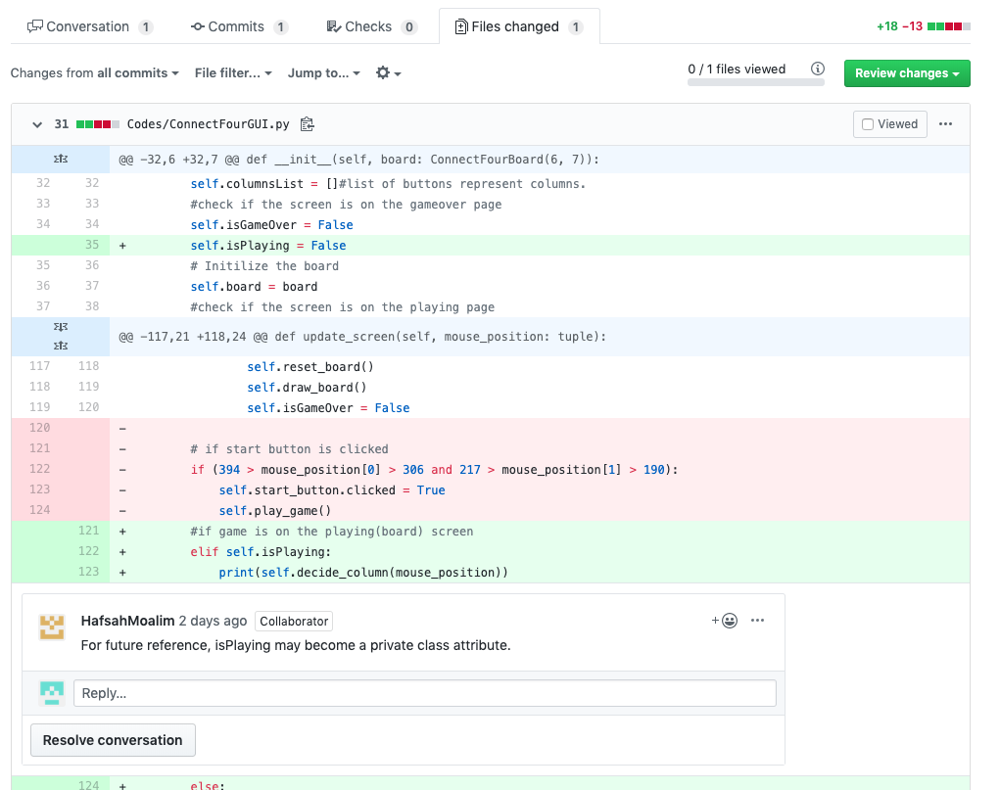 Conversation 1 Commits 1 Checks 0 Files changed 1 +18 −13
Changes from all commits File filter... Jump to... 0 / 1 files viewed Review changes
31 Codes/ConnectFourGUI.py Viewed ...
@@ -32,6 +32,7 @@ def __init__(self, board: ConnectFourBoard(6, 7)):
32 32 self.columnsList = []#list of buttons represent columns.
33 33 #check if the screen is on the gameover page
34 34 self.isGameOver = False
35 + self.isPlaying = False
35 36 # Initilize the board
36 37 self.board = board
37 38 #check if the screen is on the playing page
@@ -117,21 +118,24 @@ def update_screen(self, mouse_position: tuple):
117 118 self.reset_board()
118 119 self.draw_board()
119 120 self.isGameOver = False
120 −
121 − # if start button is clicked
122 − if (394 > mouse_position[0] > 306 and 217 > mouse_position[1] > 190):
123 − self.start_button.clicked = True
124 − self.play_game()
121 + #if game is on the playing(board) screen
122 + elif self.isPlaying:
123 + print(self.decide_column(mouse_position))
HafsahMoalim 2 days ago Collaborator + ...
For future reference, isPlaying may become a private class attribute.
Reply...
Resolve conversation
124 + else: